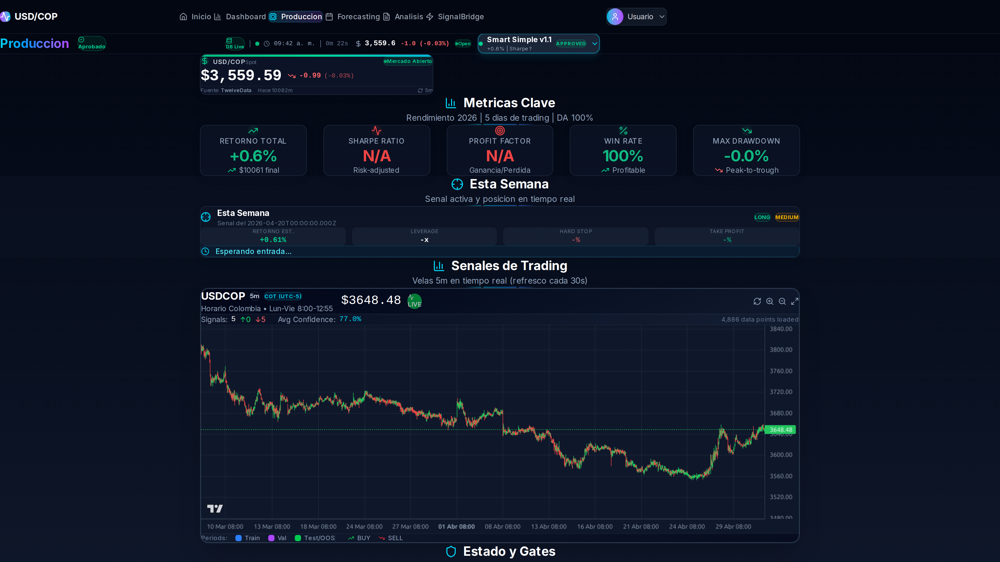 USD/COP
Inicio
Dashboard
Produccion
Forecasting
Analisis
SignalBridge
Usuario
Produccion
Aprobado
DB Live
09:42 a. m.
0m 22s
3,559.6
-1.0 (-0.03%)
Open
Smart Simple v1.1
+0.6% | Sharpe ?
APPROVED
USD/COP Spot
Mercado Abierto
$3,559.59
-0.99 (-0.03%)
Fuente: TwelveData
Hace 10082m
5m
Metricas Clave
Rendimiento 2026 | 5 dias de trading | DA 100%
RETORNO TOTAL
+0.6%
$10061 final
SHARPE RATIO
N/A
Risk-adjusted
PROFIT FACTOR
N/A
Ganancia/Perdida
WIN RATE
100%
Profitable
MAX DRAWDOWN
-0.0%
Peak-to-trough
Esta Semana
Senal activa y posicion en tiempo real
Esta Semana
Senal del 2026-04-20T00:00:00.000Z
LONG
MEDIUM
RETORNO EST.
+0.61%
LEVERAGE
-x
HARD STOP
-%
TAKE PROFIT
-%
Esperando entrada...
Senales de Trading
Velas 5m en tiempo real (refresco cada 30s)
USDCOP
5m
COT (UTC-5)
Horario Colombia • Lun-Vie 8:00-12:55
$3648.48
LIVE
Signals: 5 ↑0 ↓5
Avg Confidence: 77.0%
4,886 data points loaded
3840.00
3800.00
3760.00
3720.00
3680.00
3648.48
3640.00
3600.00
3560.00
3520.00
3480.00
10 Mar 08:00
13 Mar 08:00
18 Mar 08:00
24 Mar 08:00
27 Mar 08:00
01 Abr 08:00
08 Abr 08:00
13 Abr 08:00
16 Abr 08:00
21 Abr 08:00
24 Abr 08:00
29 Abr 08:00
Periods:
Train
Val
Test/OOS
BUY
SELL
Estado y Gates